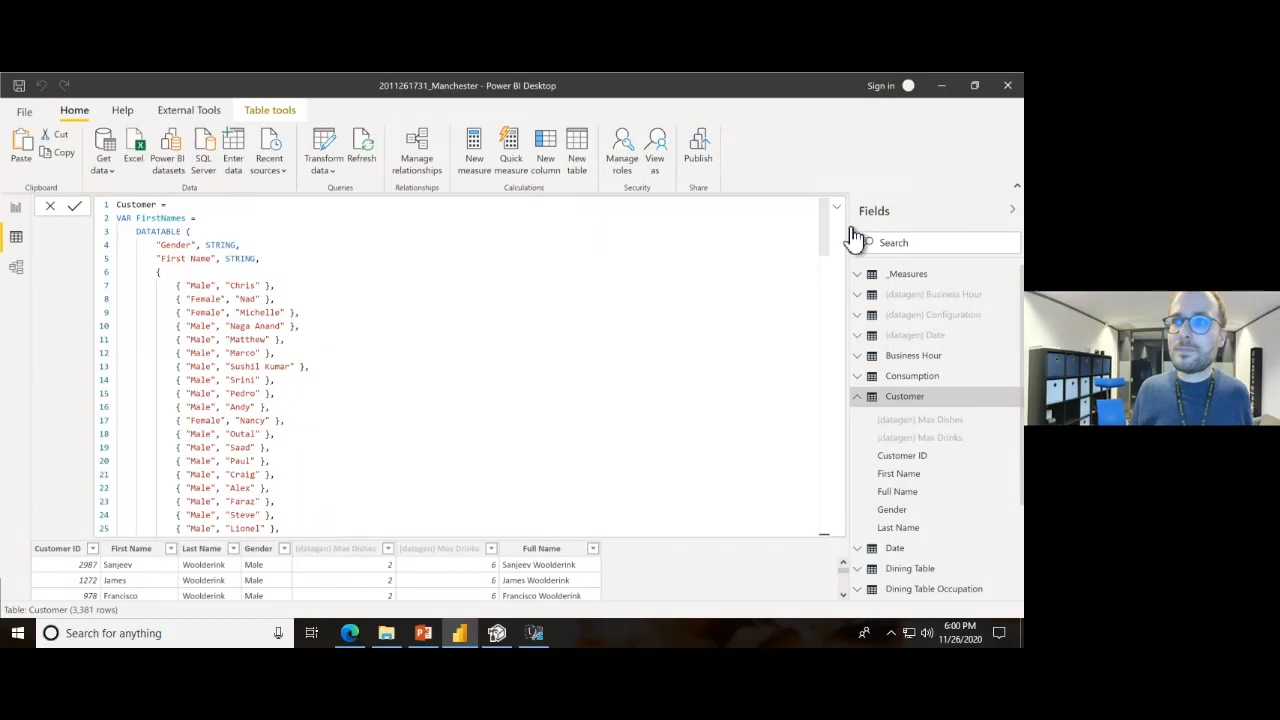 2011261731_Manchester - Power BI Desktop
Sign in
File Home Help External Tools Table tools
Paste
Cut
Copy
Get data
Excel
Power BI datasets
SQL Server
Enter data
Recent sources
Transform data
Refresh
Manage relationships
New measure
Quick measure
New column
New table
Manage roles
View as
Publish
Clipboard Data Queries Relationships Calculations Security Share
1 Customer =
2 VAR FirstNames =
3 DATATABLE (
4 "Gender", STRING,
5 "First Name", STRING,
6 {
7 { "Male", "Chris" },
8 { "Female", "Nad" },
9 { "Female", "Michelle" },
10 { "Male", "Naga Anand" },
11 { "Male", "Matthew" },
12 { "Male", "Marco" },
13 { "Male", "Sushil Kumar" },
14 { "Male", "Srini" },
15 { "Male", "Pedro" },
16 { "Male", "Andy" },
17 { "Female", "Nancy" },
18 { "Male", "Outal" },
19 { "Male", "Saad" },
20 { "Male", "Paul" },
21 { "Male", "Craig" },
22 { "Male", "Alex" },
23 { "Male", "Faraz" },
24 { "Male", "Steve" },
25 { "Male", "Lionel" },
Customer ID First Name Last Name Gender (datagen) Max Dishes (datagen) Max Drinks Full Name
2987 Sanjeev Woolderink Male 2 6 Sanjeev Woolderink
1272 James Woolderink Male 2 6 James Woolderink
978 Francisco Woolderink Male 2 6 Francisco Woolderink
Table: Customer (3,381 rows)
Fields
Search
_Measures
(datagen) Business Hour
(datagen) Configuration
(datagen) Date
Business Hour
Consumption
Customer
(datagen) Max Dishes
(datagen) Max Drinks
Customer ID
First Name
Full Name
Gender
Last Name
Date
Dining Table
Dining Table Occupation
Search for anything
6:00 PM
11/26/2020